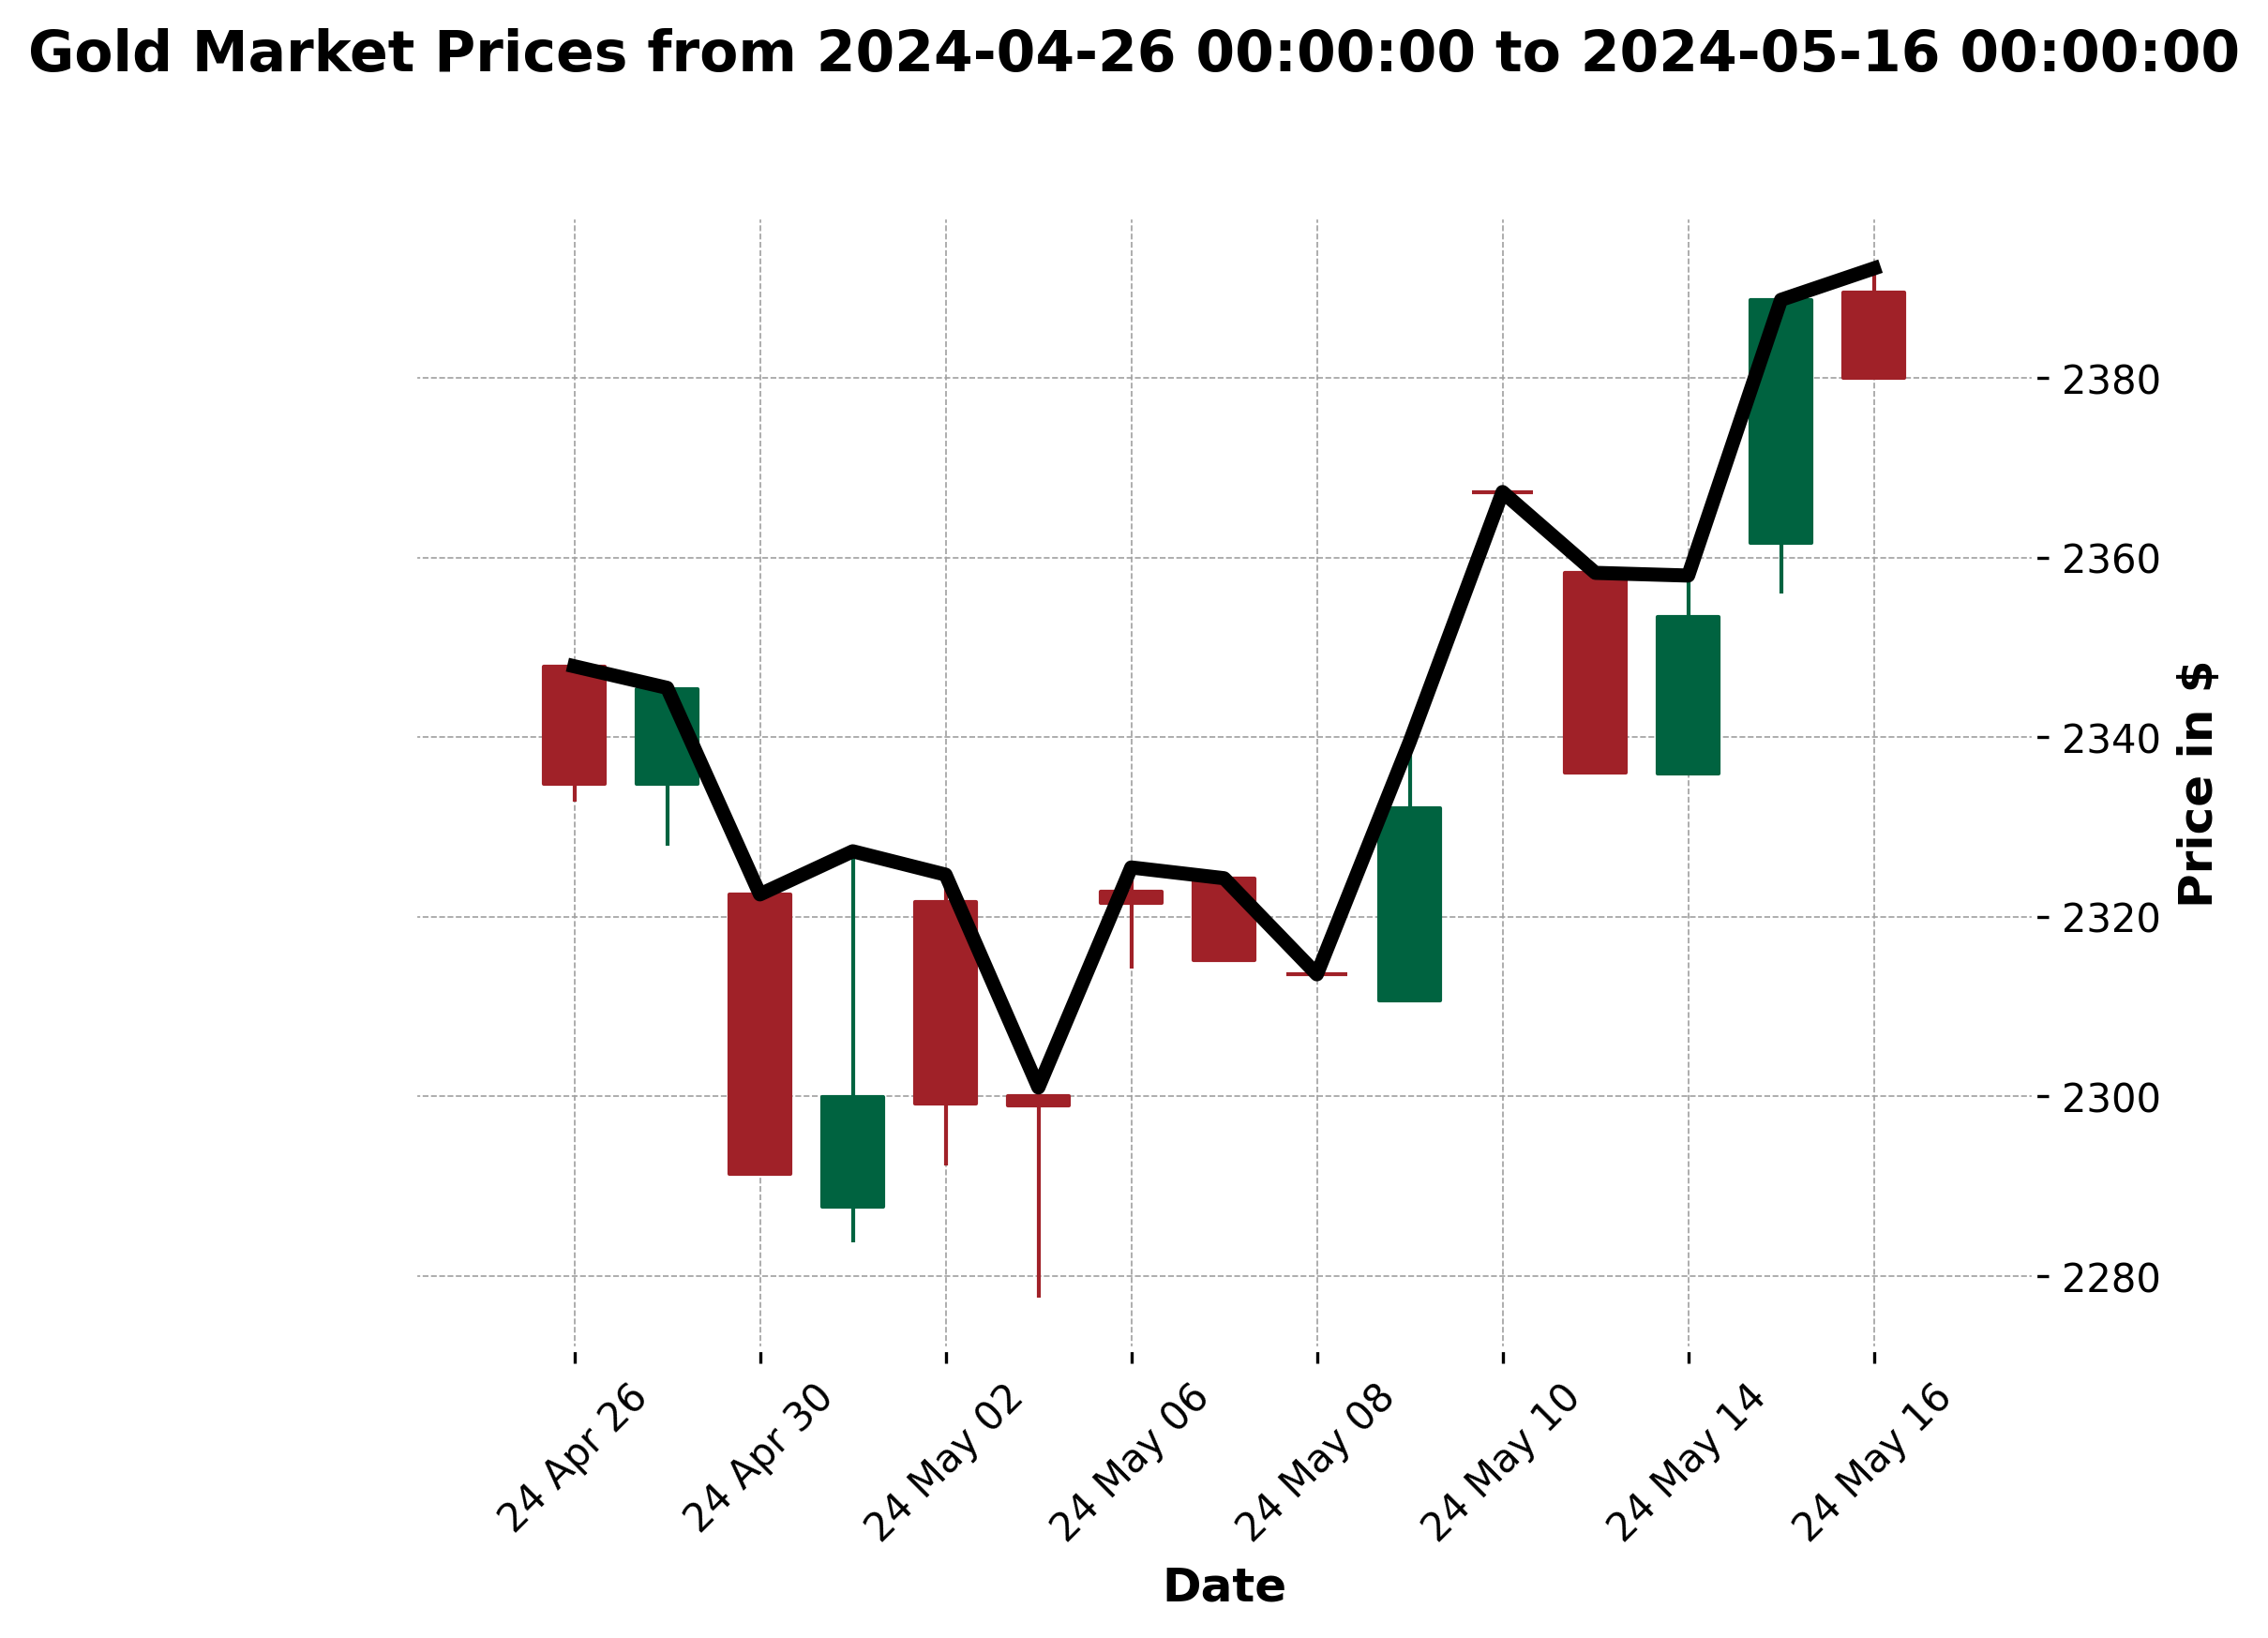 Gold Market Prices from 2024-04-26 00:00:00 to 2024-05-16 00:00:00
2380
2360
2340
2320
2300
2280
Price in $
24 Apr 26
24 Apr 30
24 May 02
24 May 06
24 May 08
24 May 10
24 May 14
24 May 16
Date